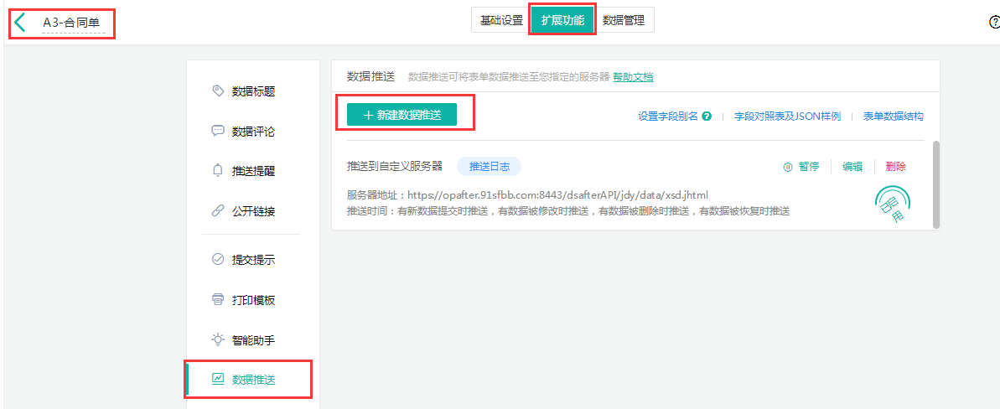 A3-合同单
基础设置 扩展功能 数据管理
数据标题
数据评论
推送提醒
公开链接
提交提示
打印模板
智能助手
数据推送
数据推送 数据推送可将表单数据推送至您指定的服务器 帮助文档
+ 新建数据推送 设置字段别名 ? 字段对照表及JSON样例 表单数据结构
推送到自定义服务器 推送日志 暂停 编辑 删除
服务器地址：https://opafter.91sfbb.com:8443/dsafterAPI/jdy/data/xsd.jhtml
推送时间：有新数据提交时推送，有数据被修改时推送，有数据被删除时推送，有数据被恢复时推送
已启用